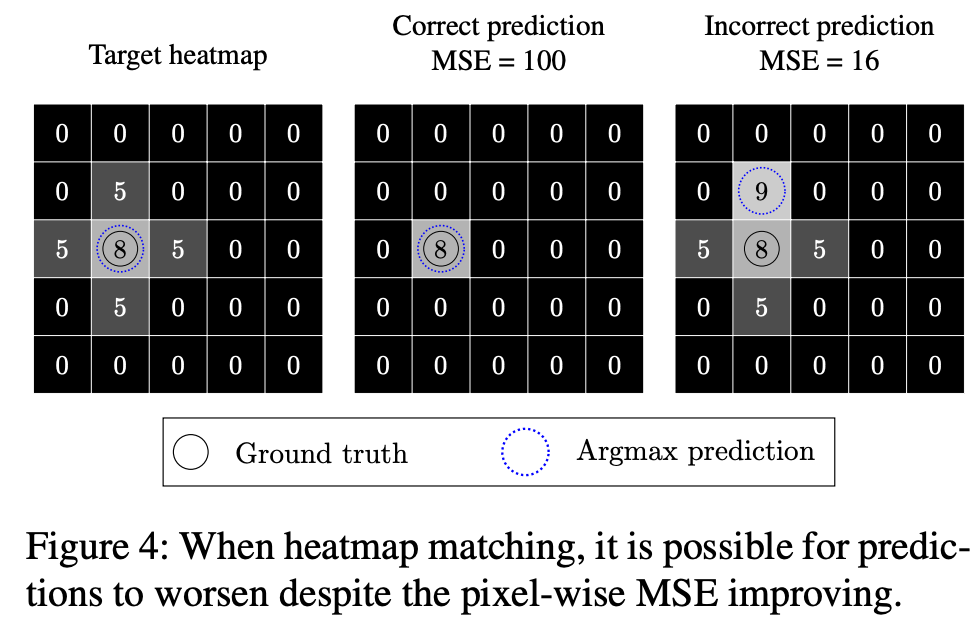 Target heatmap
Correct prediction
MSE = 100
Incorrect prediction
MSE = 16
0 0 0 0 0
0 5 0 0 0
5 8 5 0 0
0 5 0 0 0
0 0 0 0 0
0 0 0 0 0
0 0 0 0 0
0 8 0 0 0
0 0 0 0 0
0 0 0 0 0
0 0 0 0 0
0 9 0 0 0
5 8 5 0 0
0 5 0 0 0
0 0 0 0 0
Ground truth
Argmax prediction
Figure 4: When heatmap matching, it is possible for predic-
tions to worsen despite the pixel-wise MSE improving.